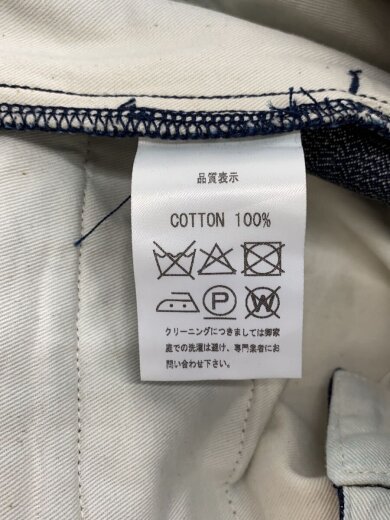 品質表示
COTTON 100%
P
W
クリーニングにつきましては御家
庭での洗濯は避け、専門業者にお
問い合わせ下さい。